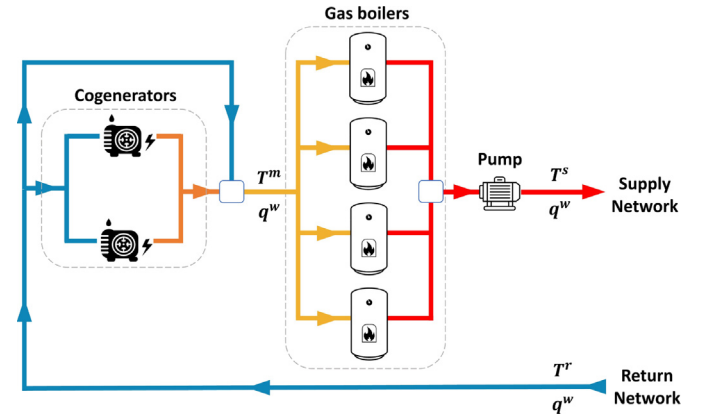 Gas boilers
Cogenerators
T^m
q^w
Pump
T^s
q^w
Supply
Network
T^r
q^w
Return
Network